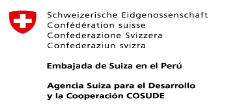 Schweizerische Eidgenossenschaft
Confédération suisse
Confederazione Svizzera
Confederaziun svizra
Embajada de Suiza en el Perú
Agencia Suiza para el Desarrollo
y la Cooperación COSUDE